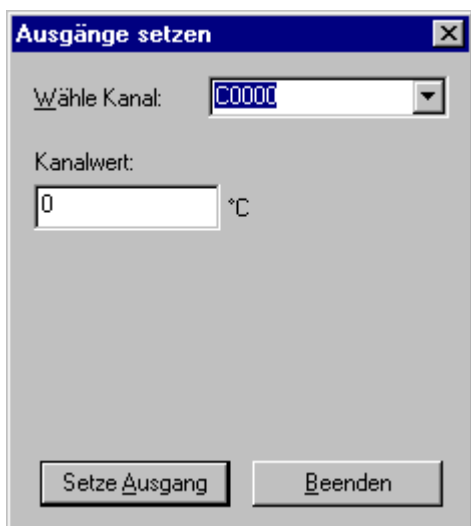 Ausgänge setzen
Wähle Kanal: C0000
Kanalwert:
0 °C
Setze Ausgang Beenden